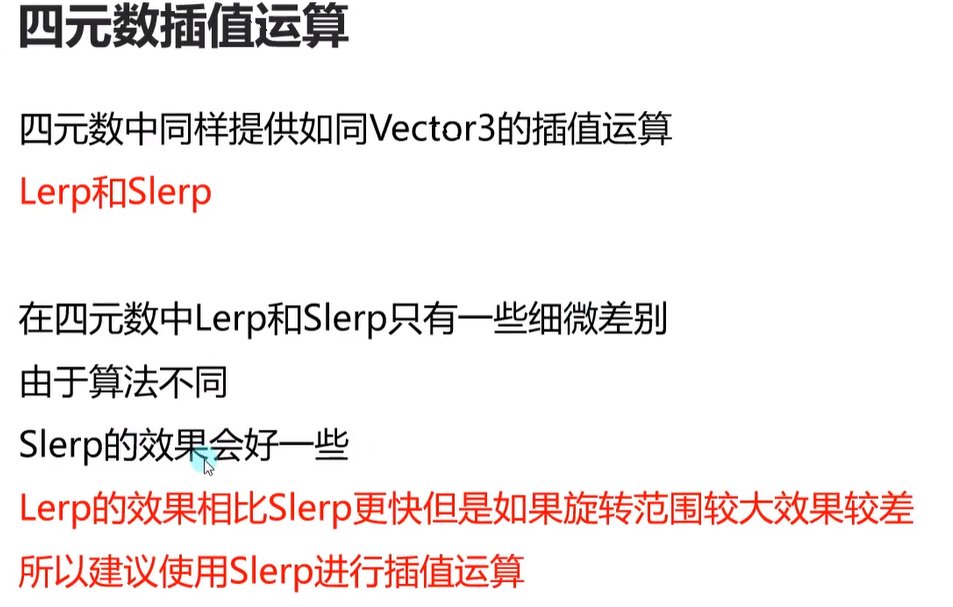 四元数插值运算
四元数中同样提供如同Vector3的插值运算
Lerp和Slerp
在四元数中Lerp和Slerp只有一些细微差别
由于算法不同
Slerp的效果会好一些
Lerp的效果相比Slerp更快但是如果旋转范围较大效果较差
所以建议使用Slerp进行插值运算